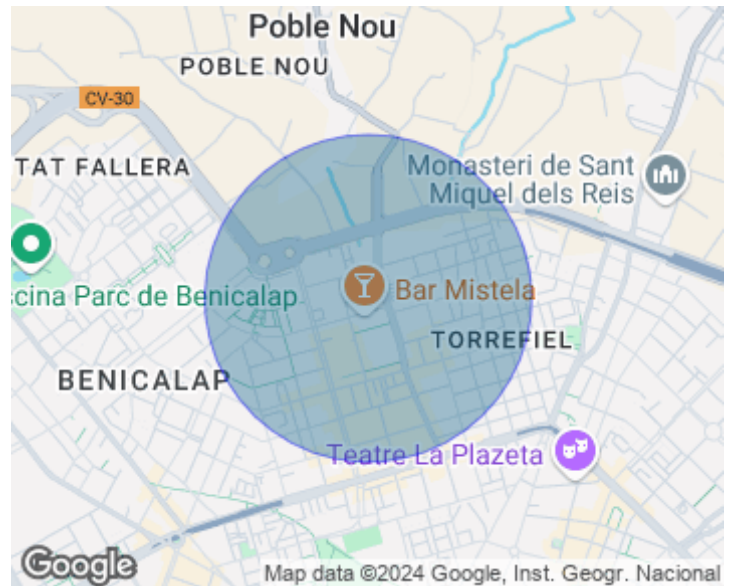 Poble Nou
POBLE NOU
CV-30
TAT FALLERA
Monasteri de Sant
Miquel dels Reis
scina Parc de Benicalap
Bar Mistela
TORREFIEL
BENICALAP
Teatre La Plazeta
Google
Map data ©2024 Google, Inst. Geogr. Nacional